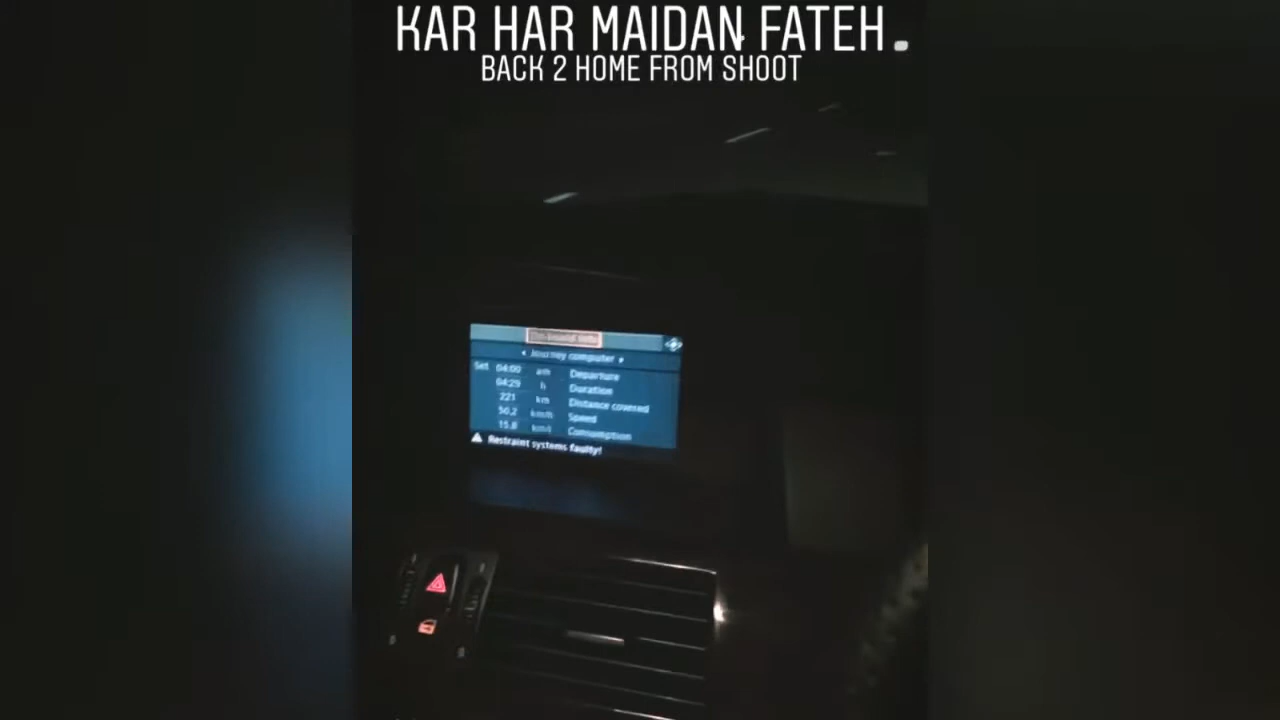 KAR HAR MAIDAN FATEH
BACK 2 HOME FROM SHOOT
Journey computer
Set 04:00 am Departure
04:29 h Duration
221 km Distance covered
50.2 km/h Speed
15.8 km/l Consumption
Restraint systems faulty!